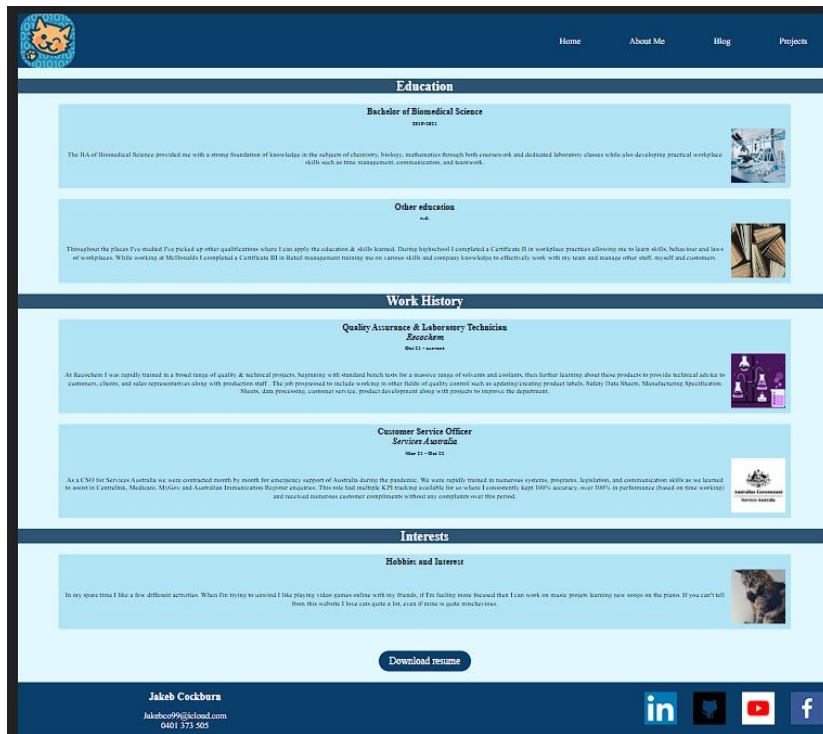 Home About Me Blog Projects
Education
Bachelor of Biomedical Science
2019-2021
The BA of Biomedical Science provided me with a strong foundation of knowledge in the subjects of chemistry, biology, mathematics through both coursework and dedicated laboratory classes while also developing practical workplace
skills such as time management, communication, and teamwork.
Other education
n.d.
Throughout the places I've studied I've picked up other qualifications where I can apply the education & skills learned. During highschool I completed a Certificate II in workplace practices allowing me to learn skills, behaviour and laws
of workplaces. While working at McDonalds I completed a Certificate III in Retail management training me on various skills and company knowledge to effectively work with my team and manage other staff, myself and customers.
Work History
Quality Assurance & Laboratory Technician
Recochem
Oct 21 - current
At Recochem I was rapidly trained in a broad range of quality & technical projects, beginning with standard bench tests for a massive range of solvents and coolants, then further learning about these products to provide technical advice to
customers, clients, and sales representatives along with production staff . The job progressed to include working in other fields of quality control such as updating/creating product labels, Safety Data Sheets, Manufacturing Specification
Sheets, data processing, customer service, product development along with projects to improve the department.
Customer Service Officer
Services Australia
Mar 21 - Oct 21
As a CSO for Services Australia we were contracted month by month for emergency support of Australia during the pandemic. We were rapidly trained in numerous systems, programs, legislation, and communication skills as we learned
to assist in Centrelink, Medicare, MyGov and Australian Immunization Register enquiries. This role had multiple KPI tracking available for us where I consistently kept 100% accuracy, over 100% in performance (based on time working)
and received numerous customer compliments without any complaints over this period.
Australian Government
Services Australia
Interests
Hobbies and Interest
In my spare time I like a few different activities. When I'm trying to unwind I like playing video games online with my friends, if I'm feeling more focused then I can work on music projets learning new songs on the piano. If you can't tell
from this website I love cats quite a lot, even if mine is quite mischevious.
Download resume
Jakeb Cockburn
Jakebco99@icloud.com
0401 373 505